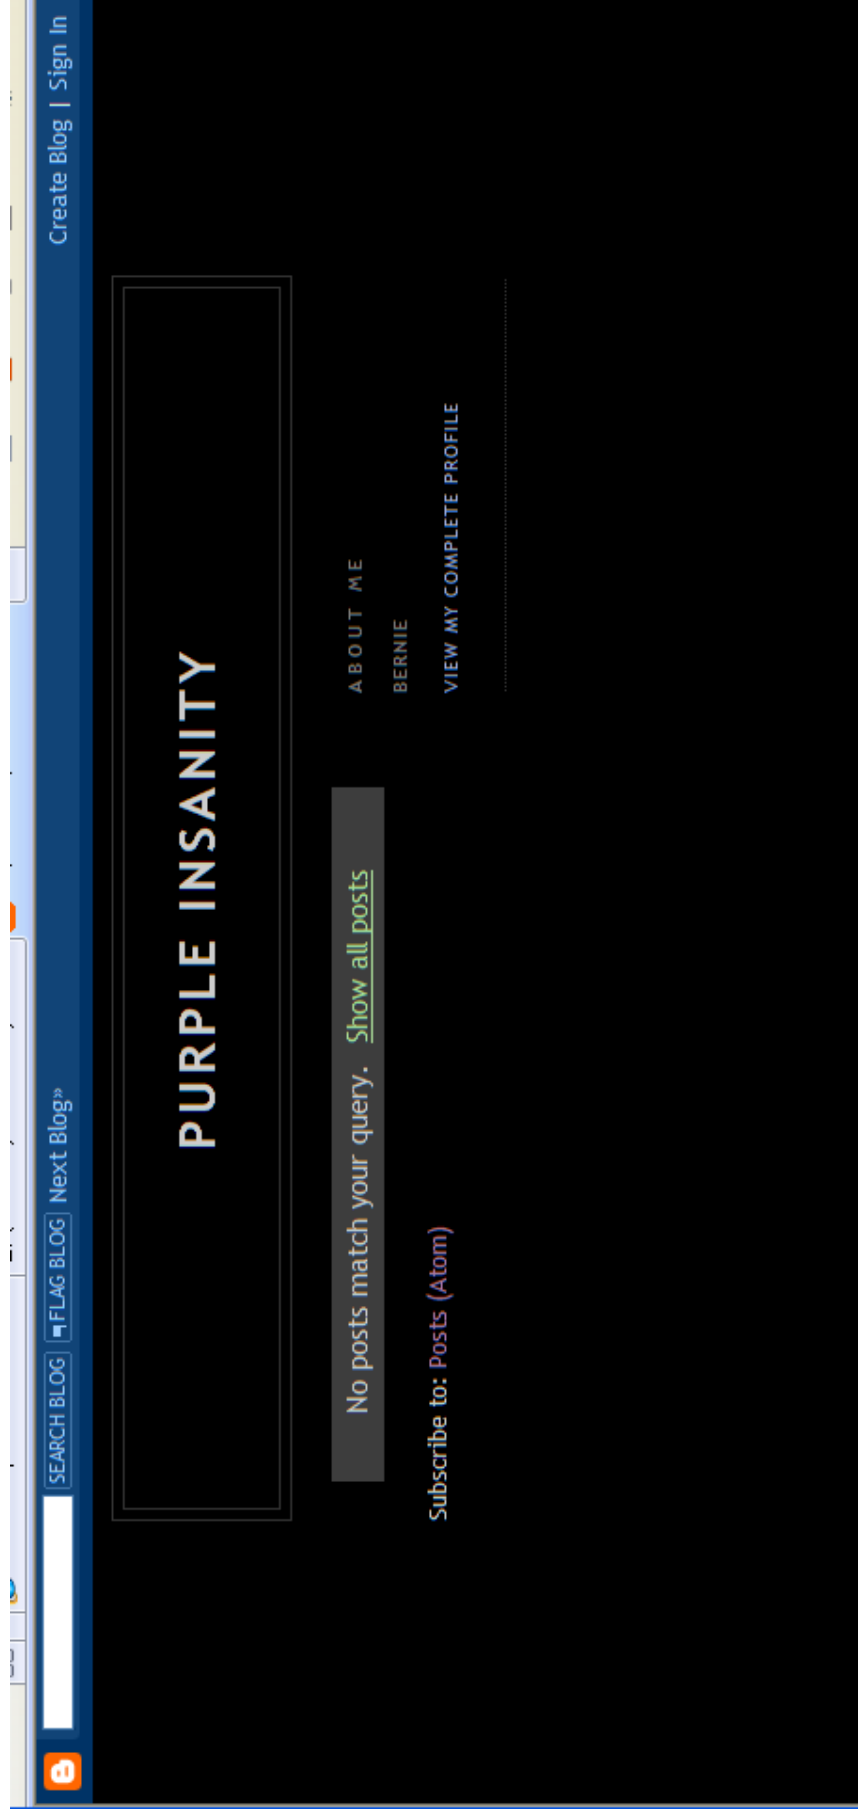 SEARCH BLOG FLAG BLOG Next Blog» Create Blog | Sign In
PURPLE INSANITY
No posts match your query. Show all posts
Subscribe to: Posts (Atom)
ABOUT ME
BERNIE
VIEW MY COMPLETE PROFILE